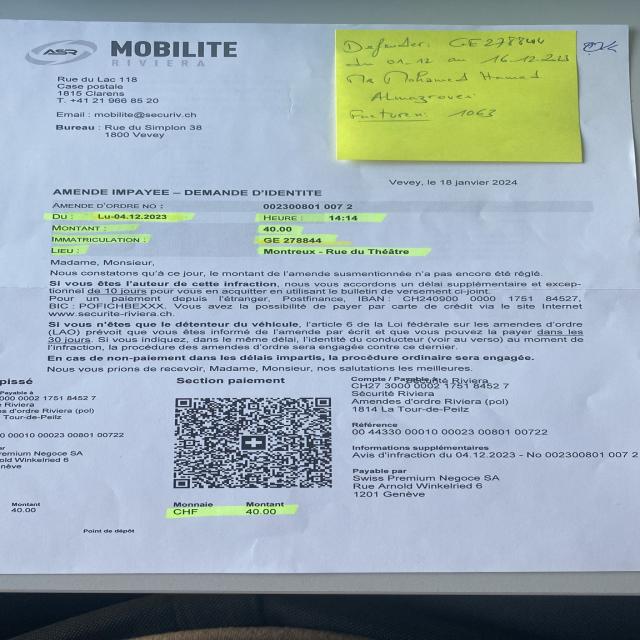 ASR
MOBILITE
RIVIERA
Rue du Lac 118
Case postale
1815 Clarens
T. +41 21 966 85 20
Email : mobilite@securiv.ch
Bureau : Rue du Simplon 38
1800 Vevey
Defender: GE278844
du 01-12 au 16.12.23
Mr Mohamed Hamed
Almazrouei
Facturer: 1063
Vevey, le 18 janvier 2024
AMENDE IMPAYEE – DEMANDE D'IDENTITE
AMENDE D'ORDRE NO : 002300801 007 2
DU : Lu-04.12.2023 HEURE : 14:14
MONTANT : 40.00
IMMATRICULATION : GE 278844
LIEU : Montreux - Rue du Théâtre
Madame, Monsieur,
Nous constatons qu'à ce jour, le montant de l'amende susmentionnée n'a pas encore été réglé.
Si vous êtes l'auteur de cette infraction, nous vous accordons un délai supplémentaire et excep-
tionnel de 10 jours pour vous en acquitter en utilisant le bulletin de versement ci-joint.
Pour un paiement depuis l'étranger, Postfinance, IBAN : CH240900 0000 1751 84527,
BIC : POFICHBEXXX. Vous avez la possibilité de payer par carte de crédit via le site Internet
www.securite-riviera.ch.
Si vous n'êtes que le détenteur du véhicule, l'article 6 de la Loi fédérale sur les amendes d'ordre
(LAO) prévoit que vous êtes informé de l'amende par écrit et que vous pouvez la payer dans les
30 jours. Si vous indiquez, dans le même délai, l'identité du conducteur (voir au verso) au moment de
l'infraction, la procédure des amendes d'ordre sera engagée contre ce dernier.
En cas de non-paiement dans les délais impartis, la procédure ordinaire sera engagée.
Nous vous prions de recevoir, Madame, Monsieur, nos salutations les meilleures.
pissé
Payable à
000 0002 1751 8452 7
Riviera
s d'ordre Riviera (pol)
Tour-de-Peilz
0 00010 00023 00801 00722
par
remium Negoce SA
nold Winkelried 6
nève
Montant
40.00
Point de dépôt
Section paiement
Monnaie Montant
CHF 40.00
Compte / Payable à
Sécurité Riviera
CH27 3000 0002 1751 8452 7
Sécurité Riviera
Amendes d'ordre Riviera (pol)
1814 La Tour-de-Peilz
Référence
00 44330 00010 00023 00801 00722
Informations supplémentaires
Avis d'infraction du 04.12.2023 - No 002300801 007 2
Payable par
Swiss Premium Negoce SA
Rue Arnold Winkelried 6
1201 Genève